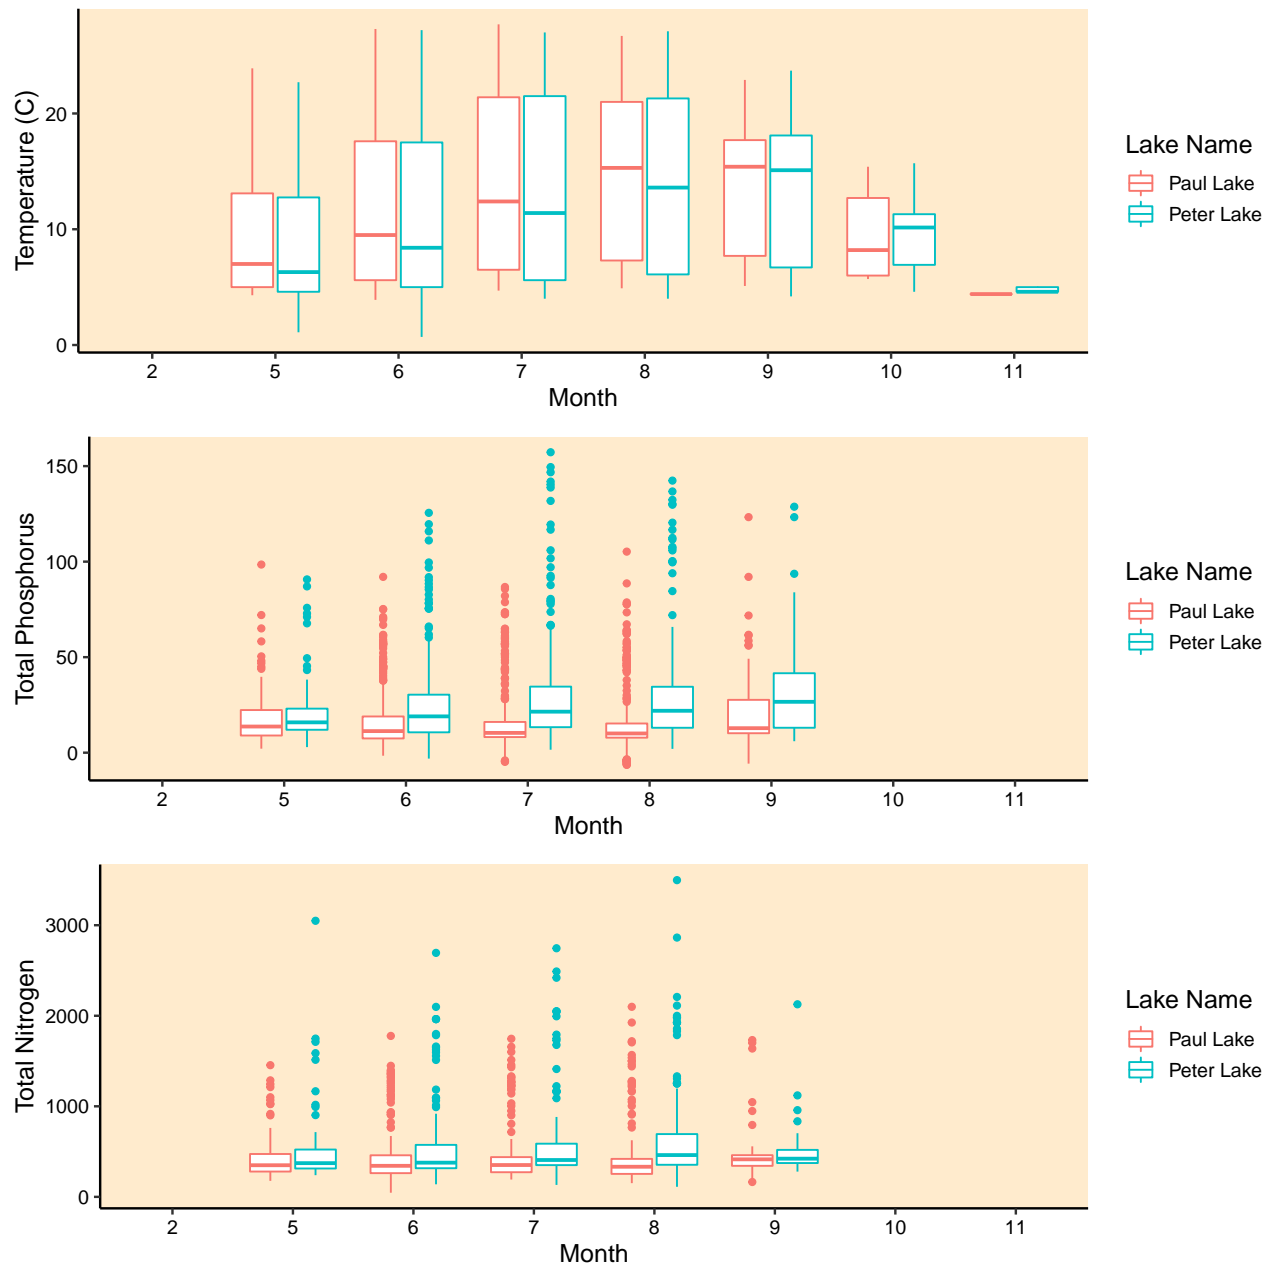 Temperature (C)
20
10
0
2 5 6 7 8 9 10 11
Month
Lake Name
Paul Lake
Peter Lake
Total Phosphorus
150
100
50
0
2 5 6 7 8 9 10 11
Month
Lake Name
Paul Lake
Peter Lake
Total Nitrogen
3000
2000
1000
0
2 5 6 7 8 9 10 11
Month
Lake Name
Paul Lake
Peter Lake